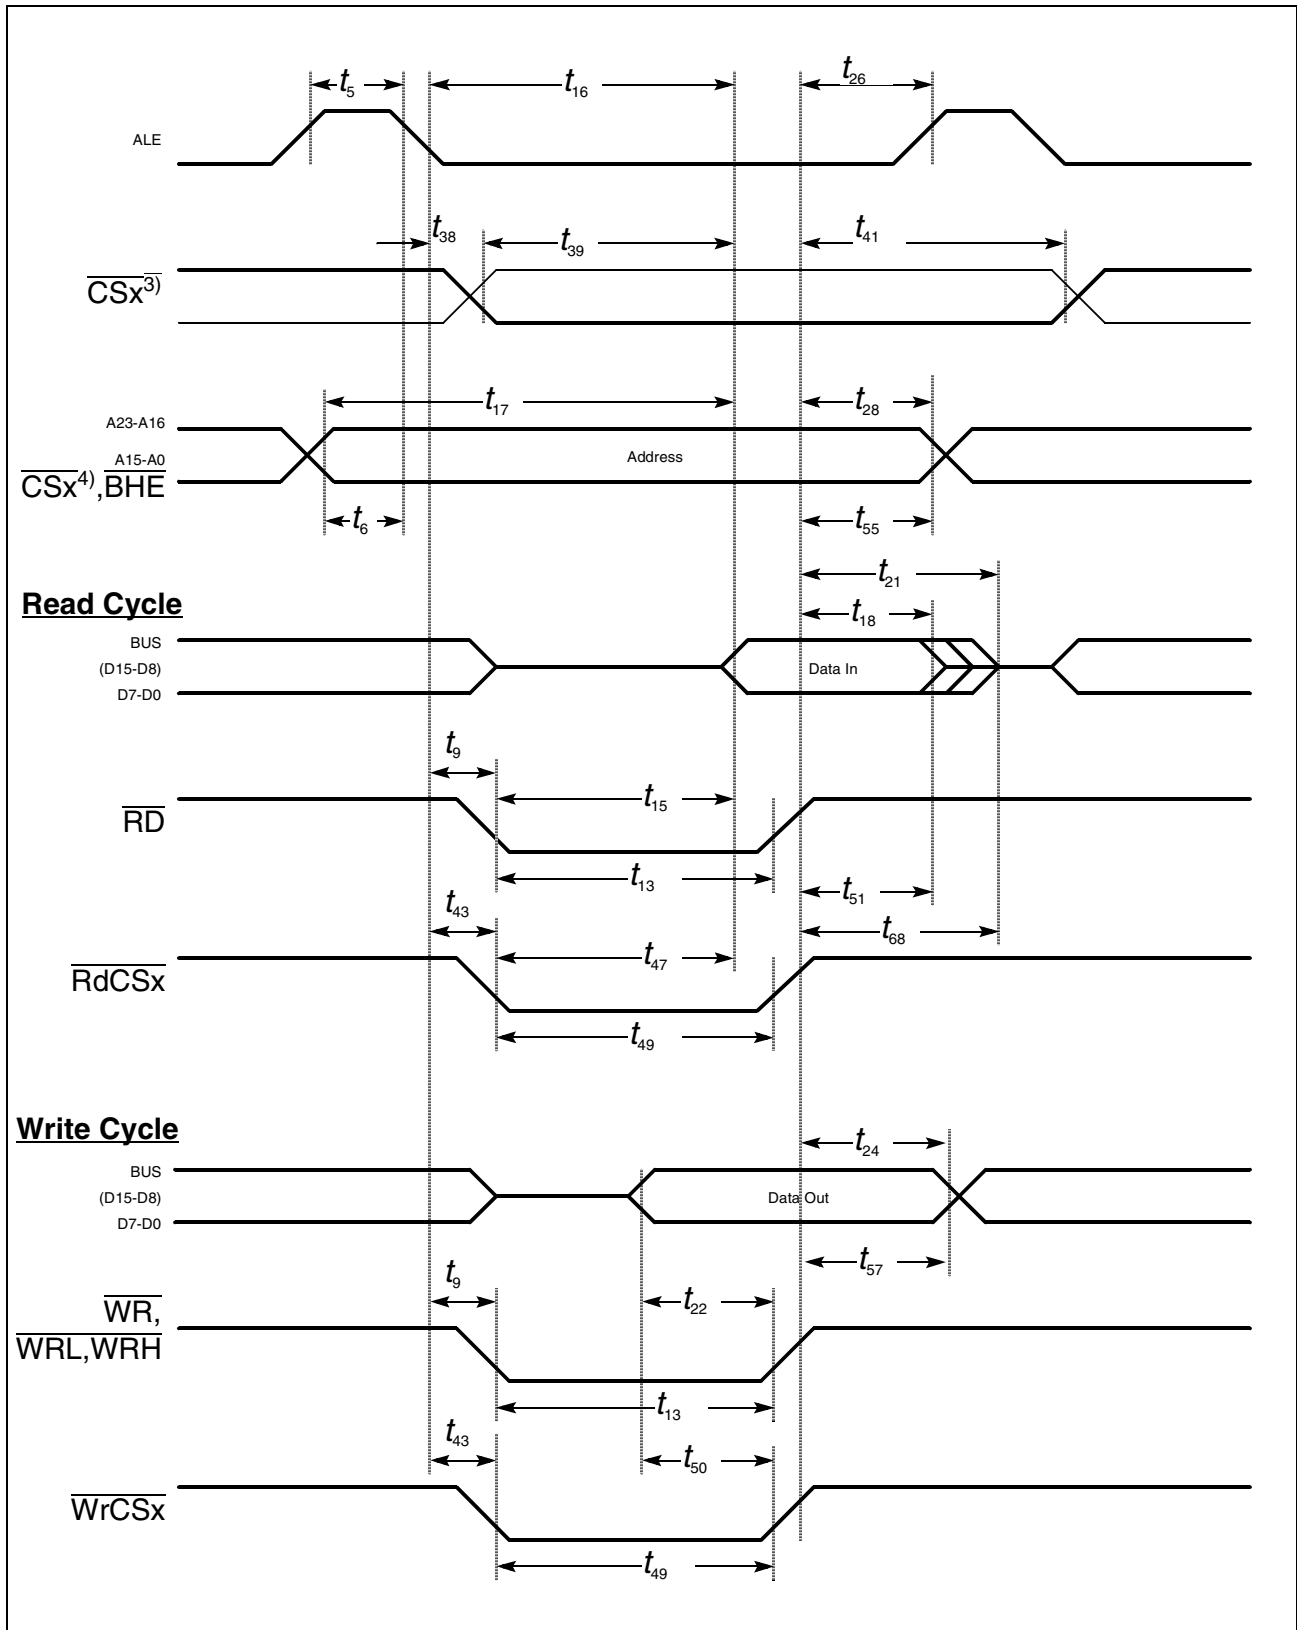 t5 t16 t26
ALE
t38 t39 t41
CSx3)
t17 t28
A23-A16
A15-A0
Address
CSx4),BHE
t6 t55
t21
Read Cycle
t18
BUS
(D15-D8)
Data In
D7-D0
t9
t15
RD
t13 t51
t43
t68
t47
RdCSx
t49
Write Cycle
t24
BUS
(D15-D8)
Data Out
D7-D0
t57
t9
t22
WR,
WRL,WRH
t13
t43
t50
WrCSx
t49